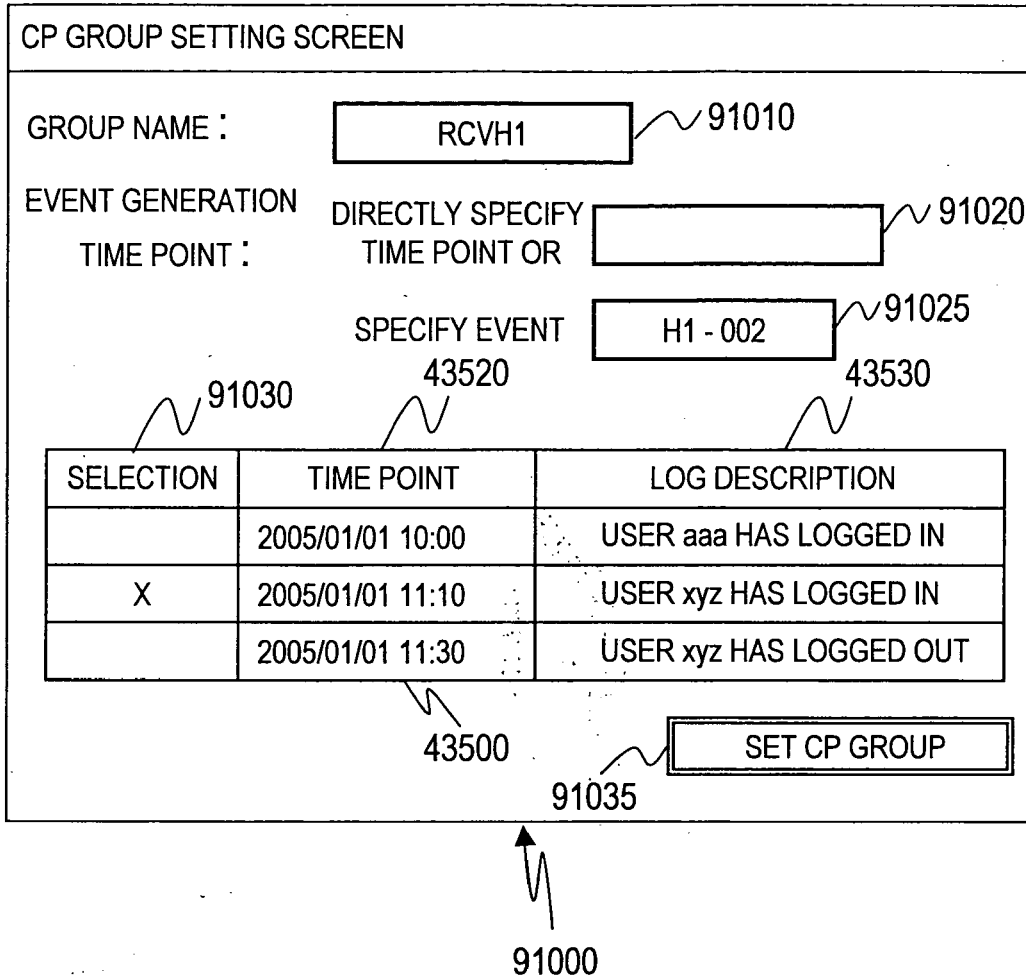 CP GROUP SETTING SCREEN
GROUP NAME : RCVH1 91010
EVENT GENERATION TIME POINT : DIRECTLY SPECIFY TIME POINT OR 91020
SPECIFY EVENT H1 - 002 91025
91030 43520 43530
SELECTION TIME POINT LOG DESCRIPTION
2005/01/01 10:00 USER aaa HAS LOGGED IN
X 2005/01/01 11:10 USER xyz HAS LOGGED IN
2005/01/01 11:30 USER xyz HAS LOGGED OUT
43500 SET CP GROUP
91035
91000